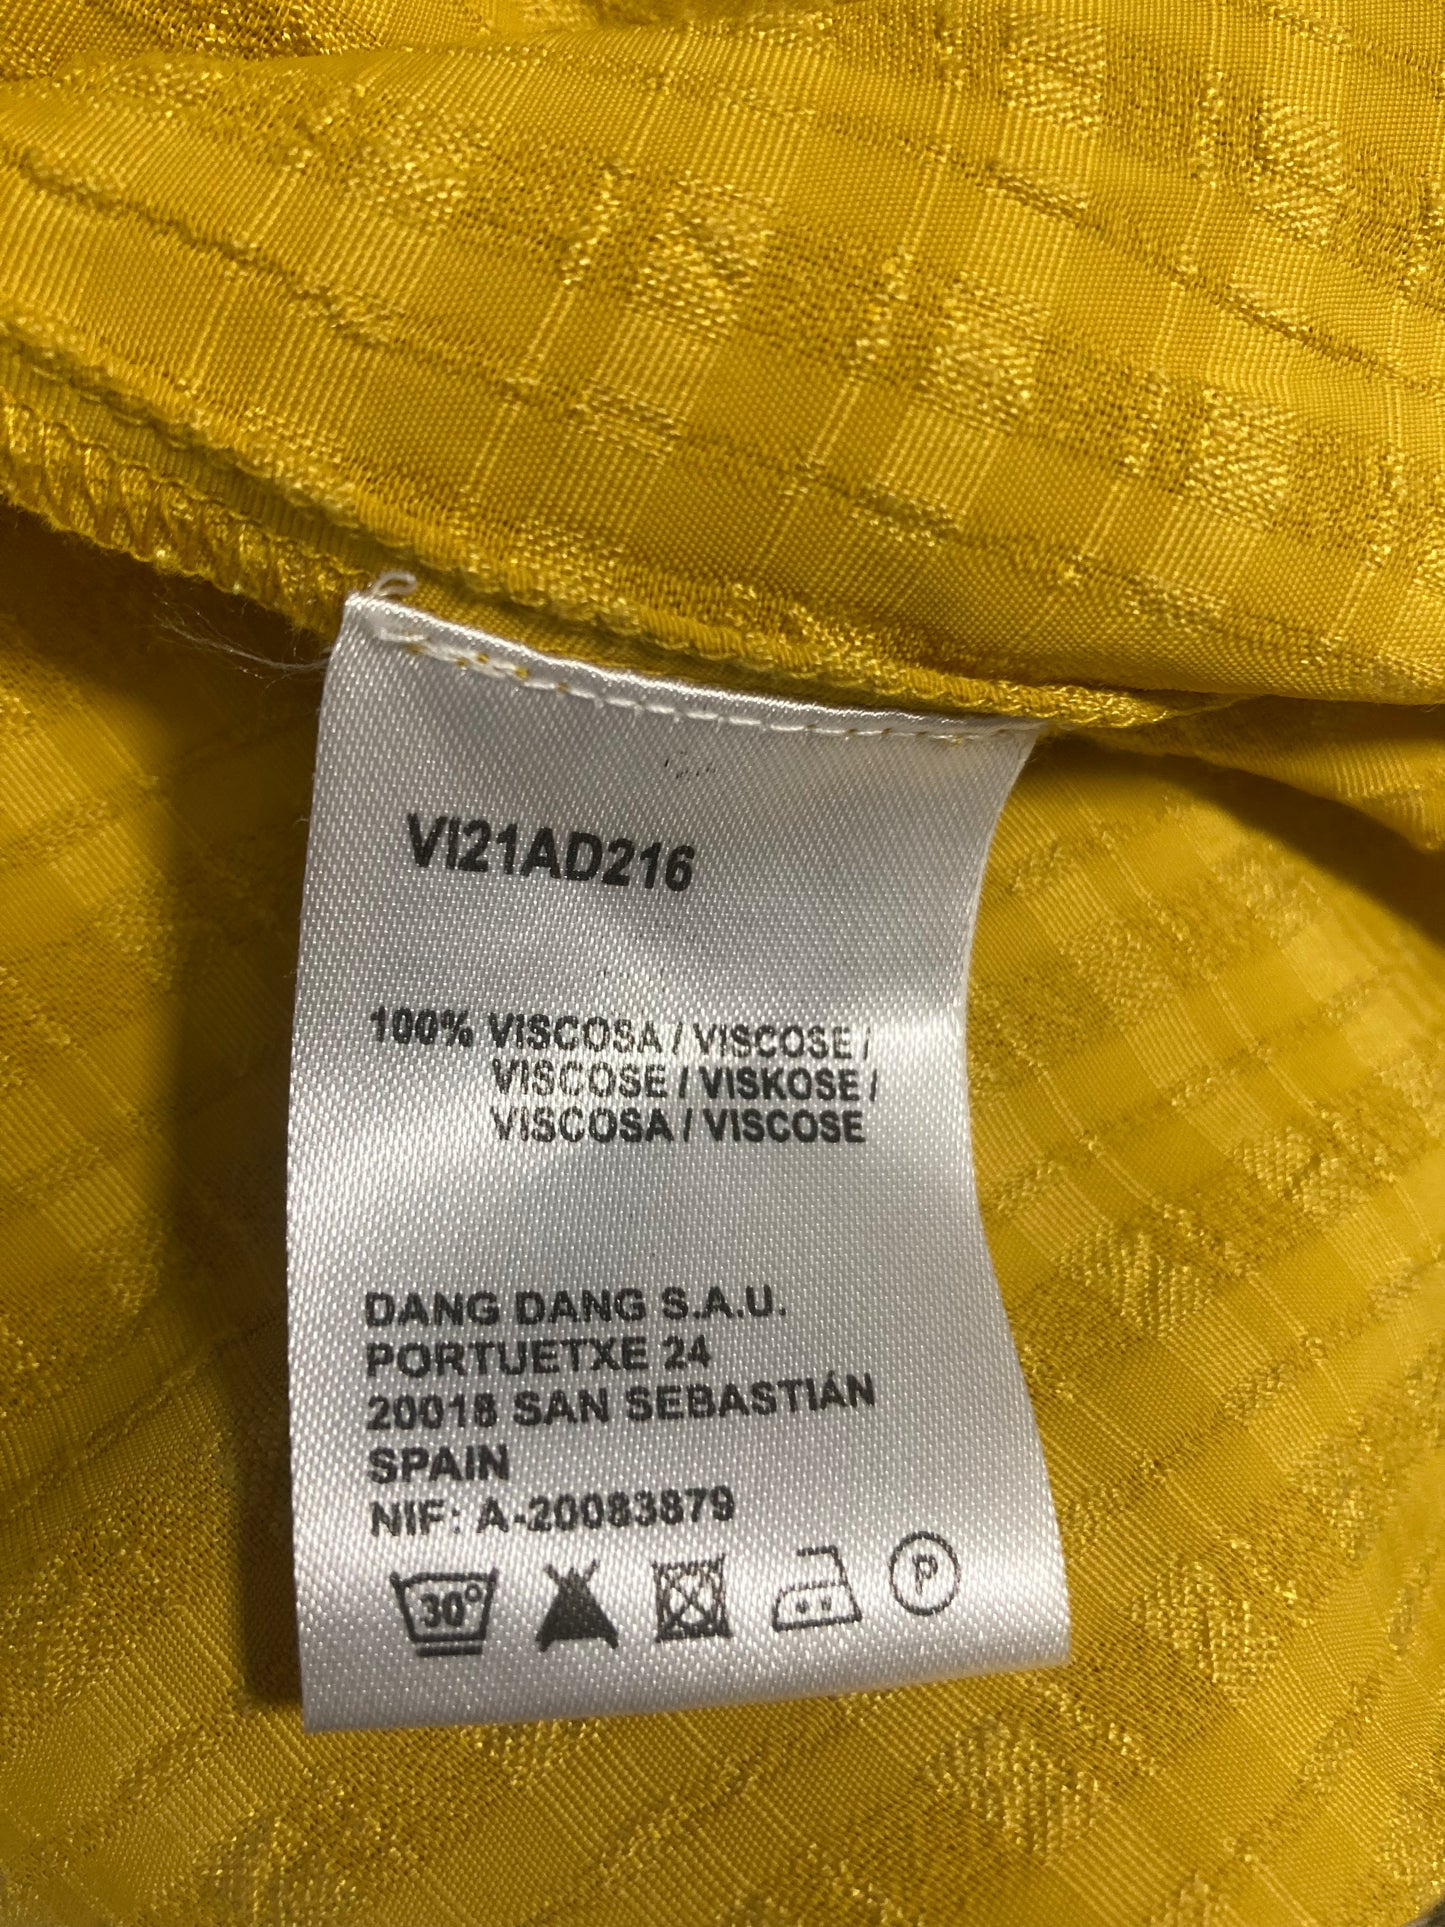 VI21AD216
100% VISCOSA / VISCOSE /
VISCOSE / VISKOSE /
VISCOSA / VISCOSE
DANG DANG S.A.U.
PORTUETXE 24
20018 SAN SEBASTIÁN
SPAIN
NIF: A-20083879
30°
P